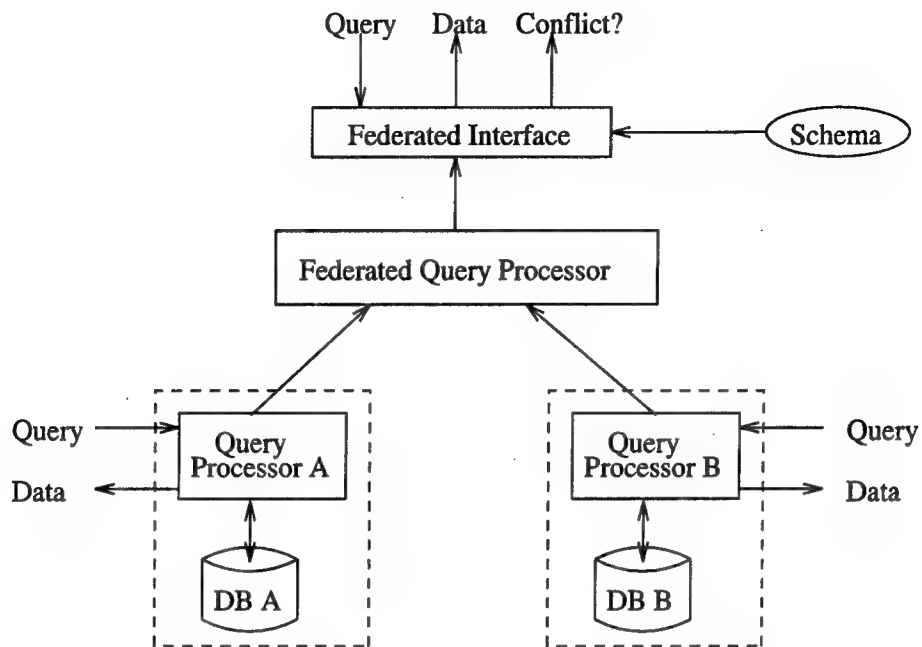 Query Data Conflict?
Federated Interface
Schema
Federated Query Processor
Query
Query
Processor A
Data
DB A
Query
Processor B
Query
Data
DB B